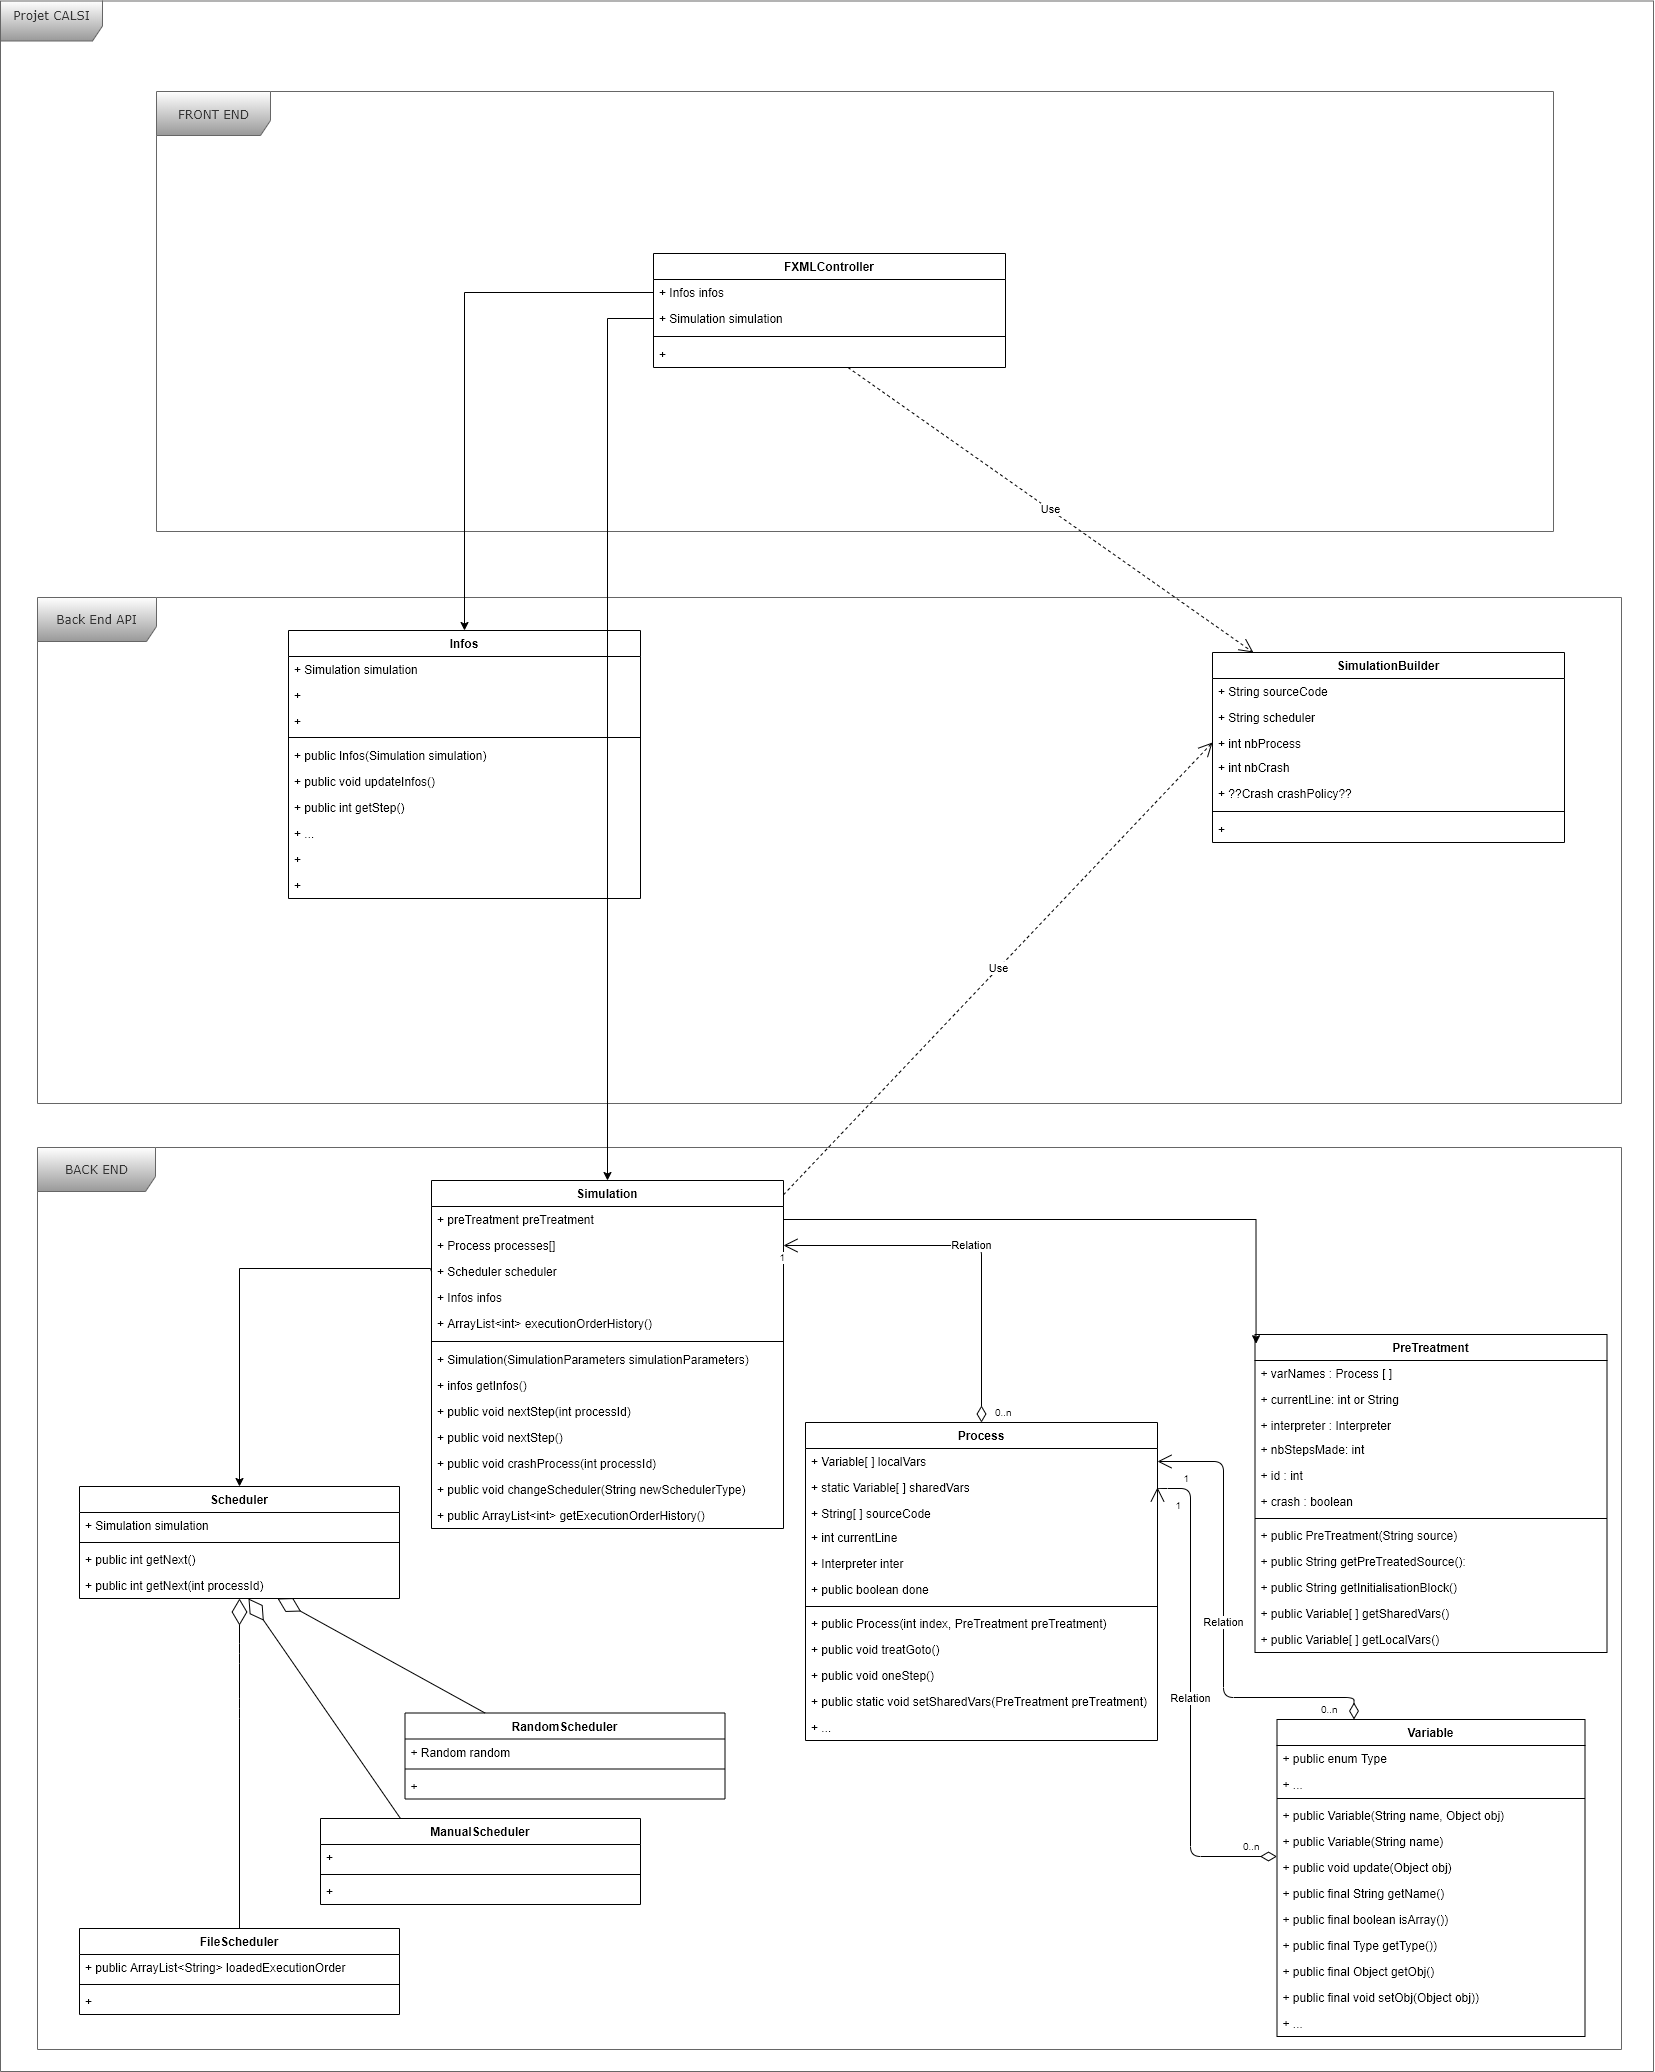 Projet CALSI
FRONT END
FXMLController
+ Infos infos
+ Simulation simulation
+
Use
Back End API
Infos
+ Simulation simulation
+
+
+ public Infos(Simulation simulation)
+ public void updateInfos()
+ public int getStep()
+ ...
+
+
SimulationBuilder
+ String sourceCode
+ String scheduler
+ int nbProcess
+ int nbCrash
+ ??Crash crashPolicy??
+
Use
BACK END
Simulation
+ preTreatment preTreatment
+ Process processes[]
+ Scheduler scheduler
+ Infos infos
+ ArrayList<int> executionOrderHistory()
+ Simulation(SimulationParameters simulationParameters)
+ infos getInfos()
+ public void nextStep(int processId)
+ public void nextStep()
+ public void crashProcess(int processId)
+ public void changeScheduler(String newSchedulerType)
+ public ArrayList<int> getExecutionOrderHistory()
Relation
1
0..n
PreTreatment
+ varNames : Process [ ]
+ currentLine: int or String
+ interpreter : Interpreter
+ nbStepsMade: int
+ id : int
+ crash : boolean
+ public PreTreatment(String source)
+ public String getPreTreatedSource():
+ public String getInitialisationBlock()
+ public Variable[ ] getSharedVars()
+ public Variable[ ] getLocalVars()
Process
+ Variable[ ] localVars
+ static Variable[ ] sharedVars
+ String[ ] sourceCode
+ int currentLine
+ Interpreter inter
+ public boolean done
+ public Process(int index, PreTreatment preTreatment)
+ public void treatGoto()
+ public void oneStep()
+ public static void setSharedVars(PreTreatment preTreatment)
+ ...
1
1
Relation
Relation
0..n
0..n
Scheduler
+ Simulation simulation
+ public int getNext()
+ public int getNext(int processId)
RandomScheduler
+ Random random
+
ManualScheduler
+
+
FileScheduler
+ public ArrayList<String> loadedExecutionOrder
+
Variable
+ public enum Type
+ ...
+ public Variable(String name, Object obj)
+ public Variable(String name)
+ public void update(Object obj)
+ public final String getName()
+ public final boolean isArray())
+ public final Type getType())
+ public final Object getObj()
+ public final void setObj(Object obj))
+ ...